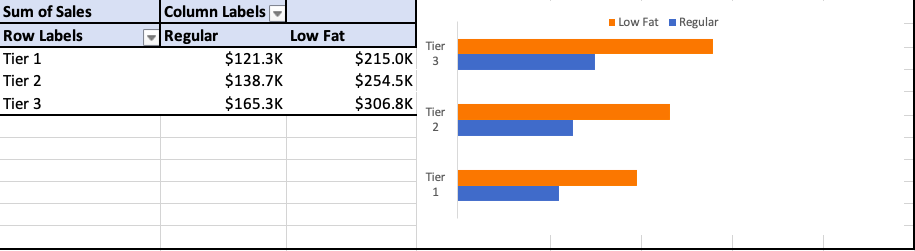 Sum of Sales Column Labels
Row Labels Regular Low Fat
Tier 1 $121.3K $215.0K
Tier 2 $138.7K $254.5K
Tier 3 $165.3K $306.8K
Low Fat Regular
Tier
3
Tier
2
Tier
1